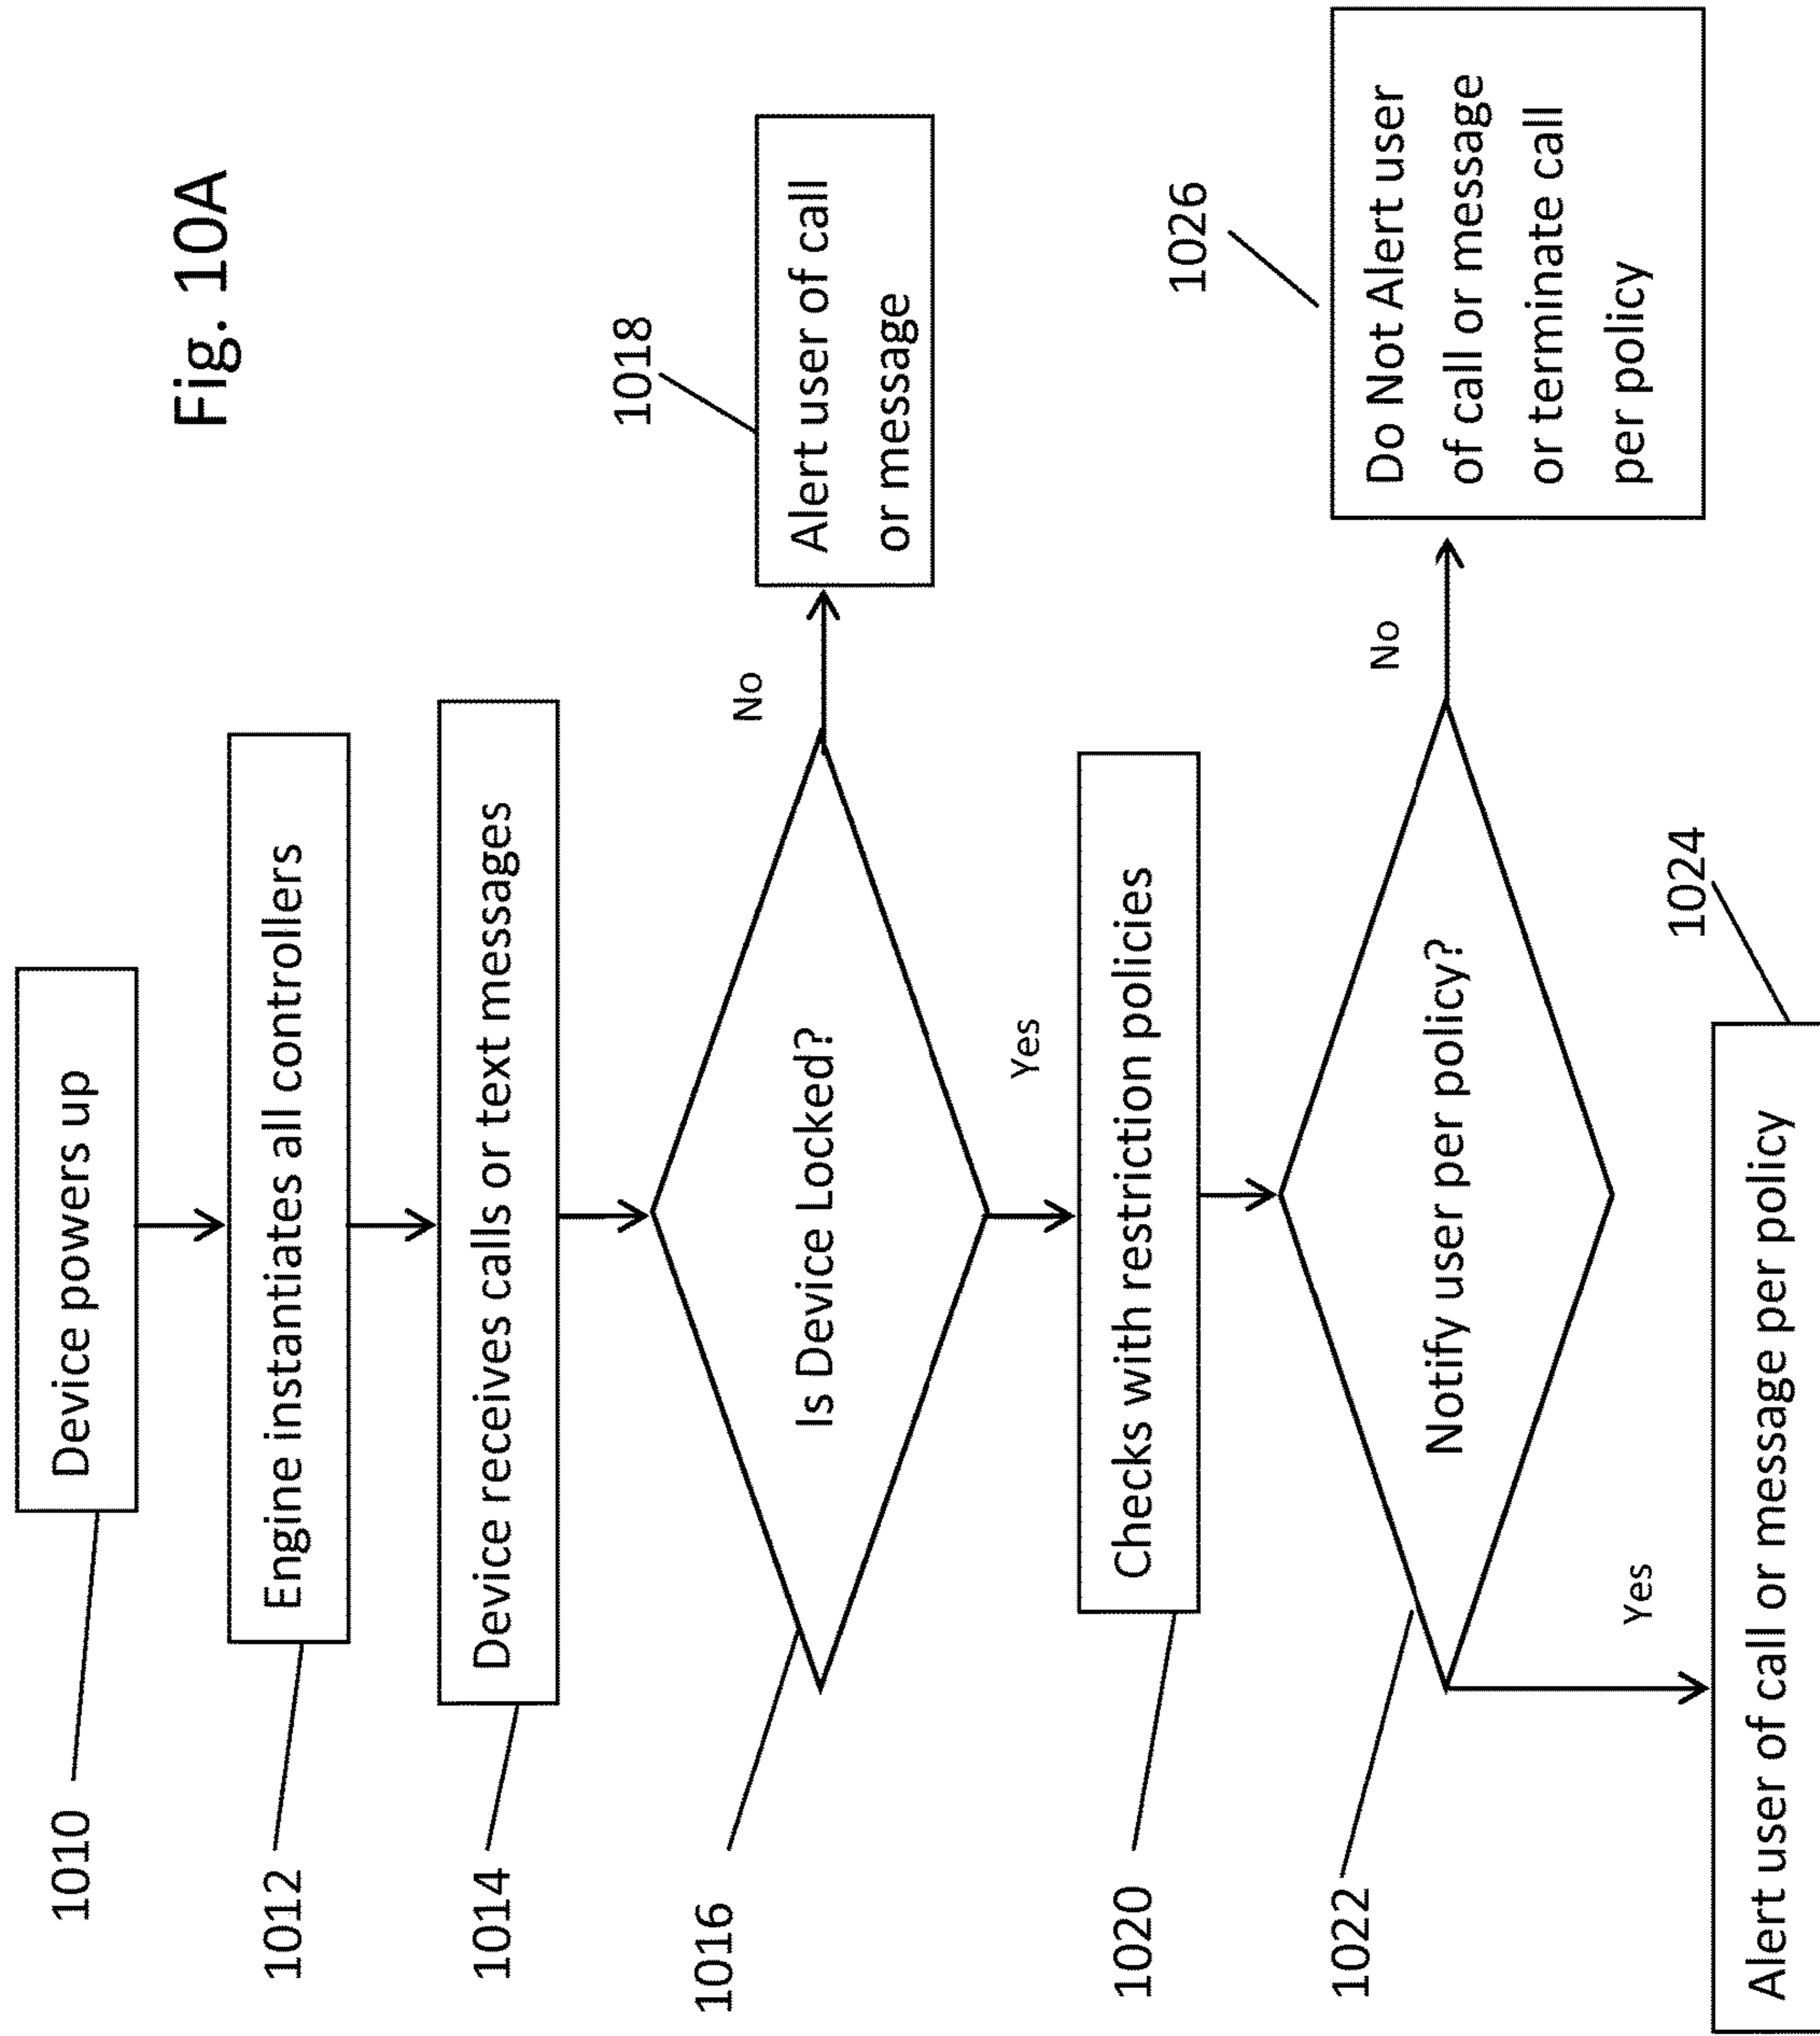 Fig. 10A
1010
Device powers up
1012
Engine instantiates all controllers
1014
Device receives calls or text messages
1016
Is Device Locked?
No
1018
Alert user of call
or message
Yes
1020
Checks with restriction policies
1022
Notify user per policy?
No
1026
Do Not Alert user
of call or message
or terminate call
per policy
Yes
1024
Alert user of call or message per policy